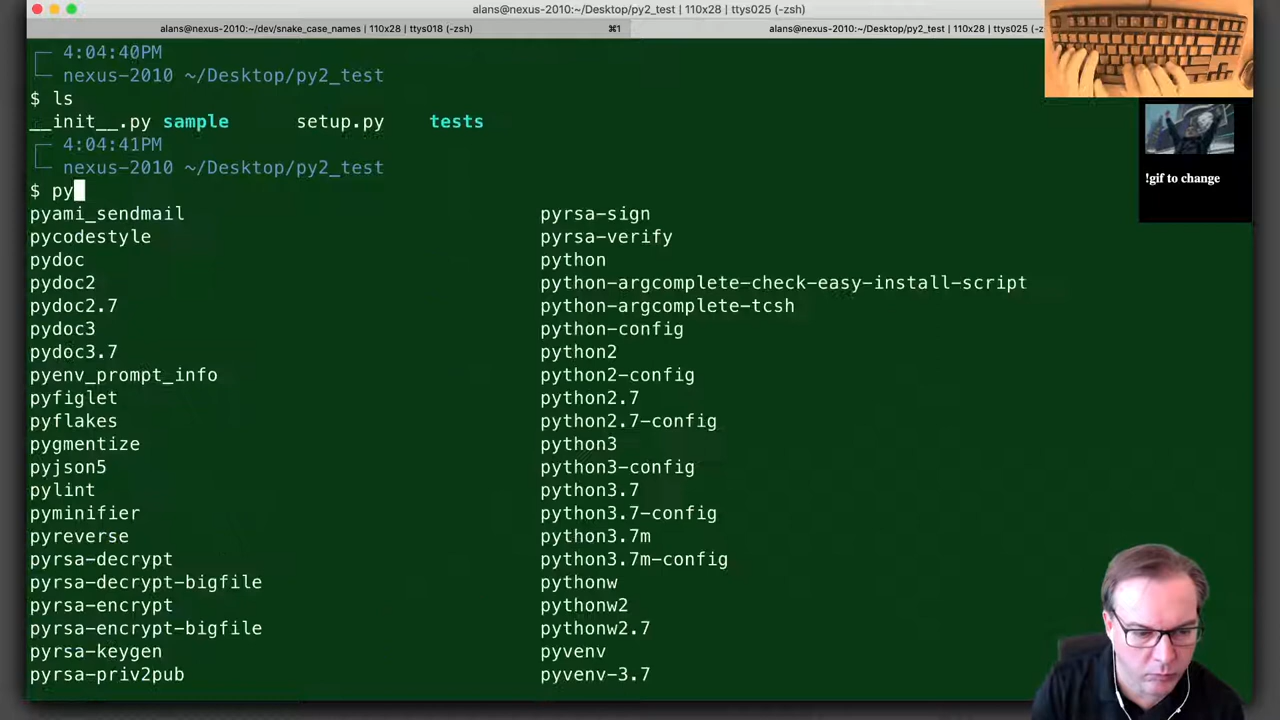 alans@nexus-2010:~/Desktop/py2_test | 110x28 | ttys025 (-zsh)
alans@nexus-2010:~/dev/snake_case_names | 110x28 | ttys018 (-zsh)
⌘1
alans@nexus-2010:~/Desktop/py2_test | 110x28 | ttys025 (-zsh)
4:04:40PM
nexus-2010 ~/Desktop/py2_test
$ ls
__init__.py sample setup.py tests
4:04:41PM
nexus-2010 ~/Desktop/py2_test
$ py
pyami_sendmail
pycodestyle
pydoc
pydoc2
pydoc2.7
pydoc3
pydoc3.7
pyenv_prompt_info
pyfiglet
pyflakes
pygmentize
pyjson5
pylint
pyminifier
pyreverse
pyrsa-decrypt
pyrsa-decrypt-bigfile
pyrsa-encrypt
pyrsa-encrypt-bigfile
pyrsa-keygen
pyrsa-priv2pub
pyrsa-sign
pyrsa-verify
python
python-argcomplete-check-easy-install-script
python-argcomplete-tcsh
python-config
python2
python2-config
python2.7
python2.7-config
python3
python3-config
python3.7
python3.7-config
python3.7m
python3.7m-config
pythonw
pythonw2
pythonw2.7
pyvenv
pyvenv-3.7
!gif to change